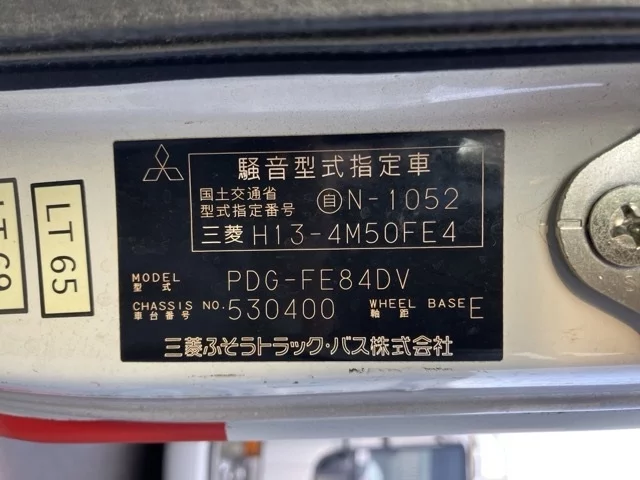 騒音型式指定車
国土交通省
型式指定番号 自 N-1052
三菱 H13-4M50FE4
MODEL
型式 PDG-FE84DV
CHASSIS NO. 530400 WHEEL BASE E
車台番号 軸距
三菱ふそうトラック・バス株式会社
LT 65